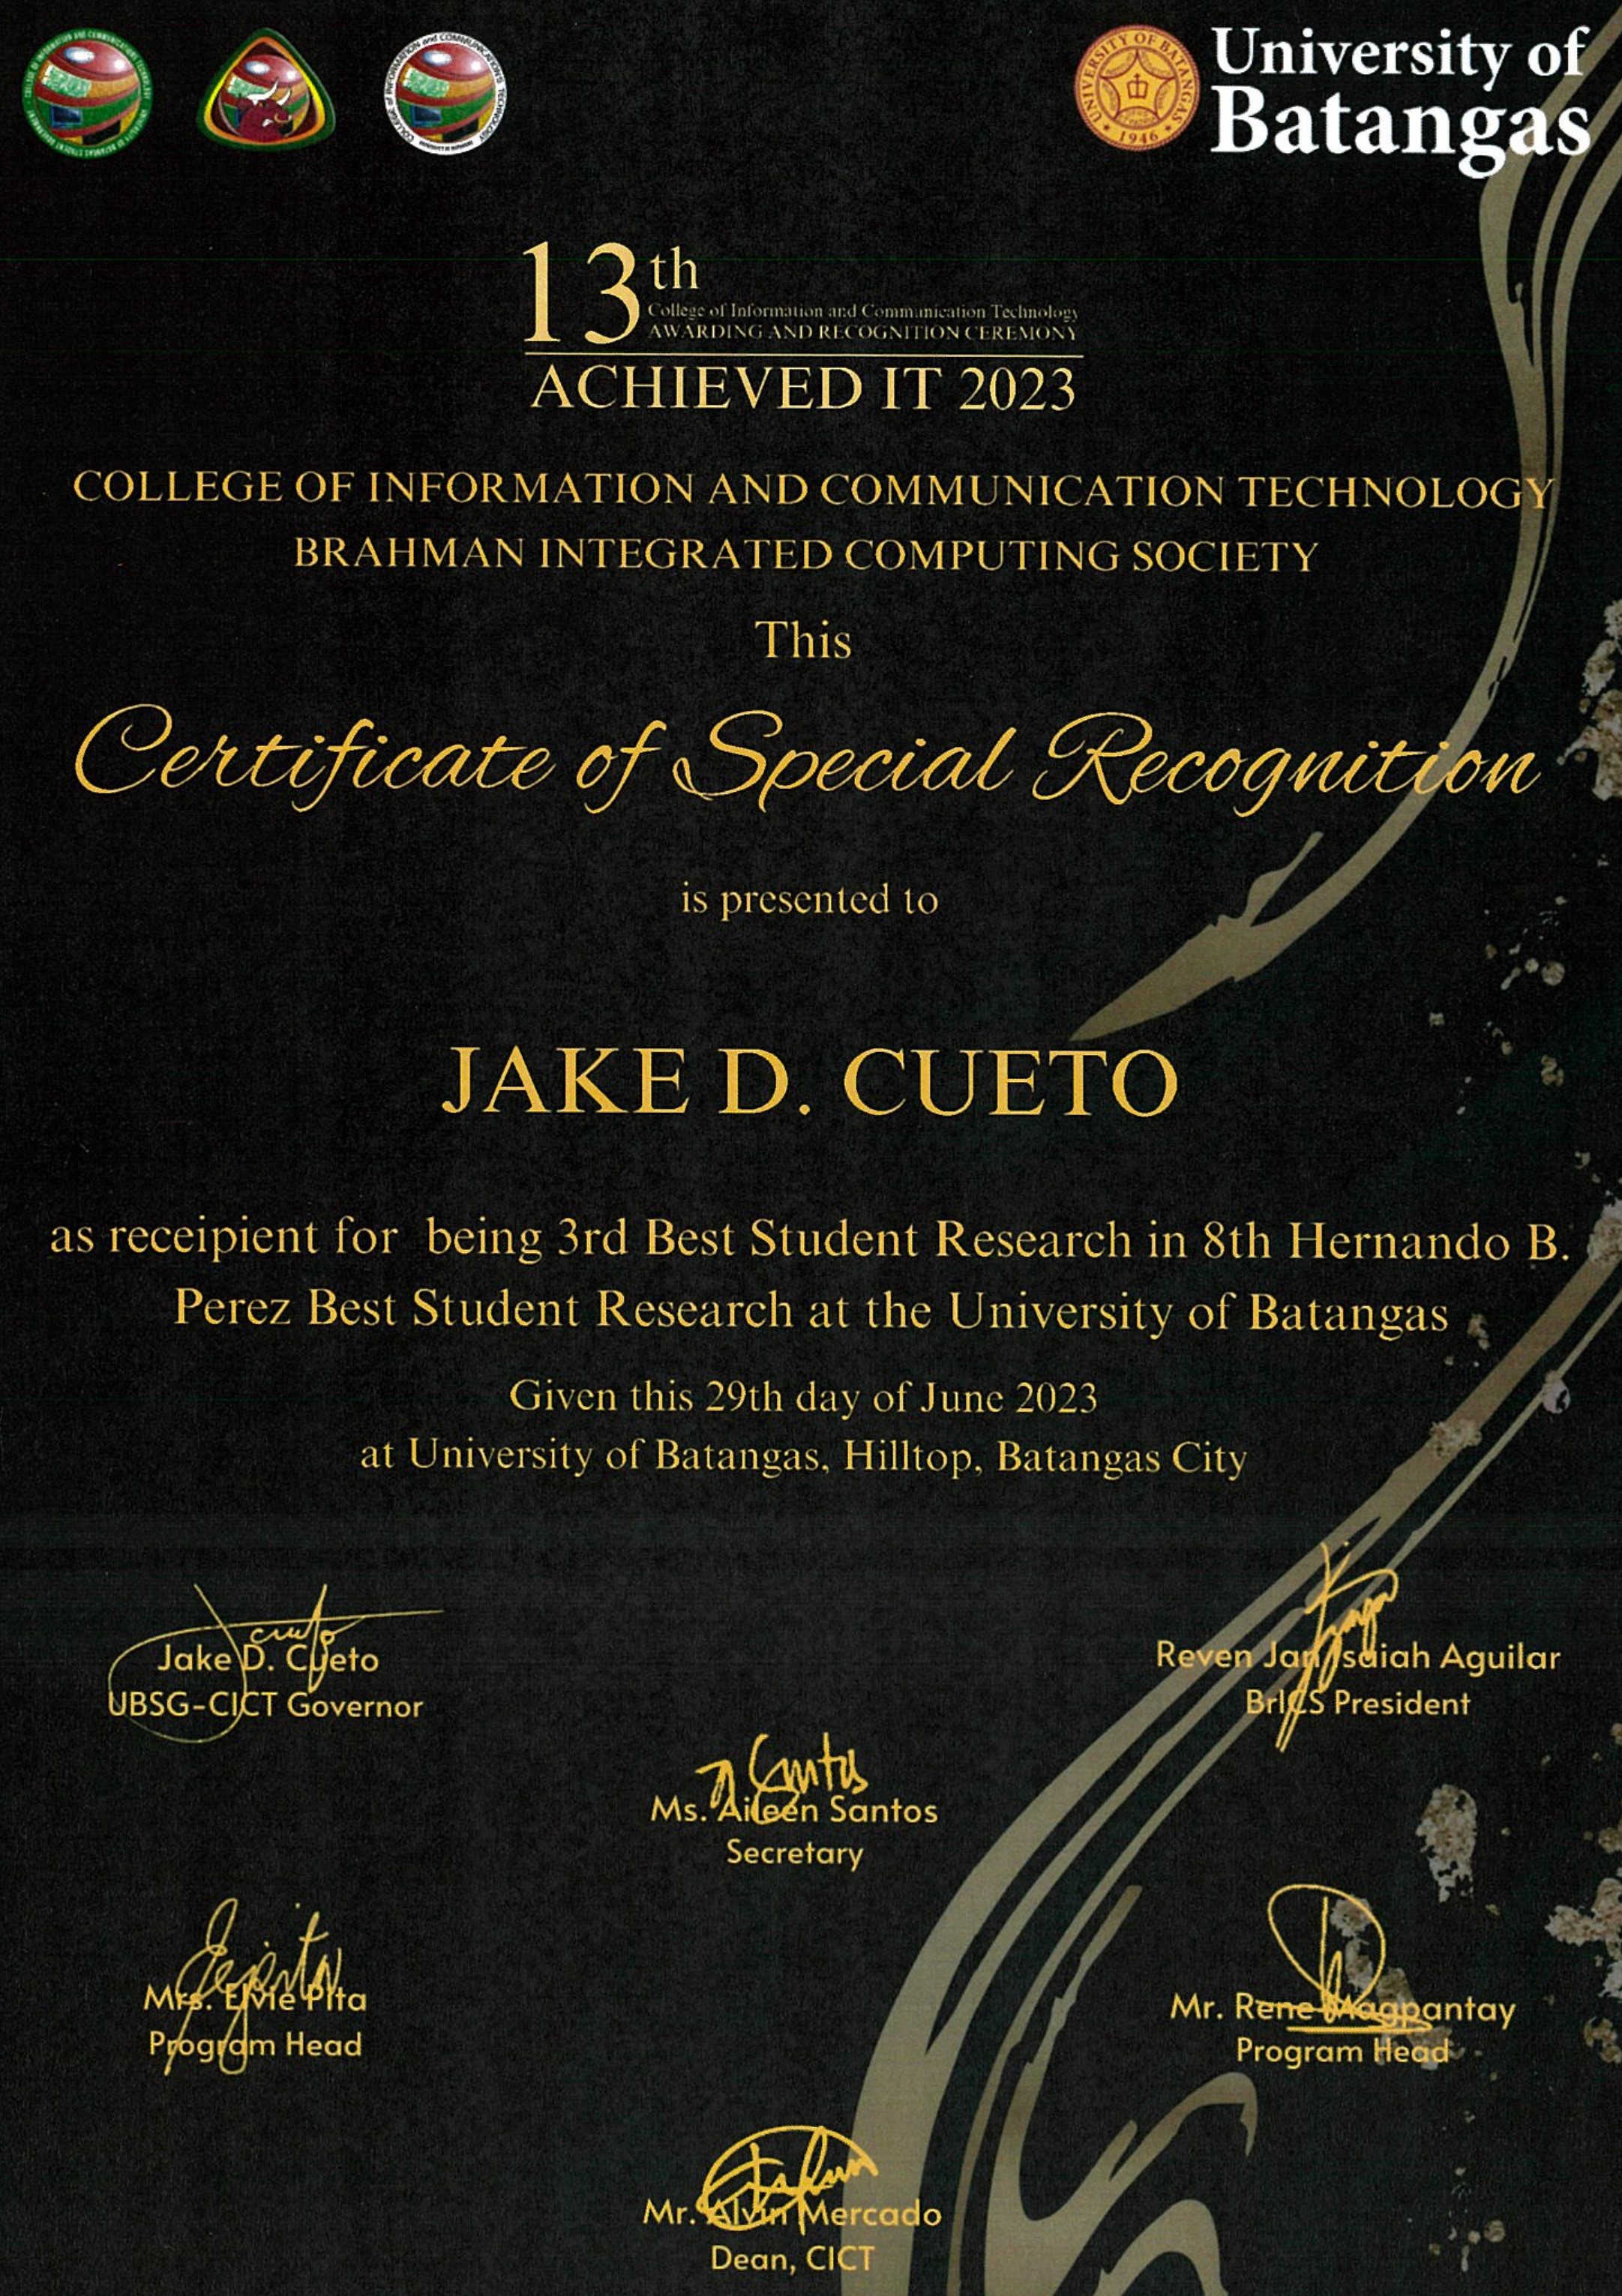 University of
Batangas
UNIVERSITY OF BATANGAS
1946
13th
College of Information and Communication Technology
AWARDING AND RECOGNITION CEREMONY
ACHIEVED IT 2023
COLLEGE OF INFORMATION AND COMMUNICATION TECHNOLOGY
BRAHMAN INTEGRATED COMPUTING SOCIETY
This
Certificate of Special Recognition
is presented to
JAKE D. CUETO
as receipient for being 3rd Best Student Research in 8th Hernando B.
Perez Best Student Research at the University of Batangas
Given this 29th day of June 2023
at University of Batangas, Hilltop, Batangas City
Jake D. Cueto
UBSG-CICT Governor
Reven Jan Isaiah Aguilar
BrICS President
Ms. Aileen Santos
Secretary
Mrs. Elvie Pita
Program Head
Mr. Rene Magpantay
Program Head
Mr. Alvin Mercado
Dean, CICT